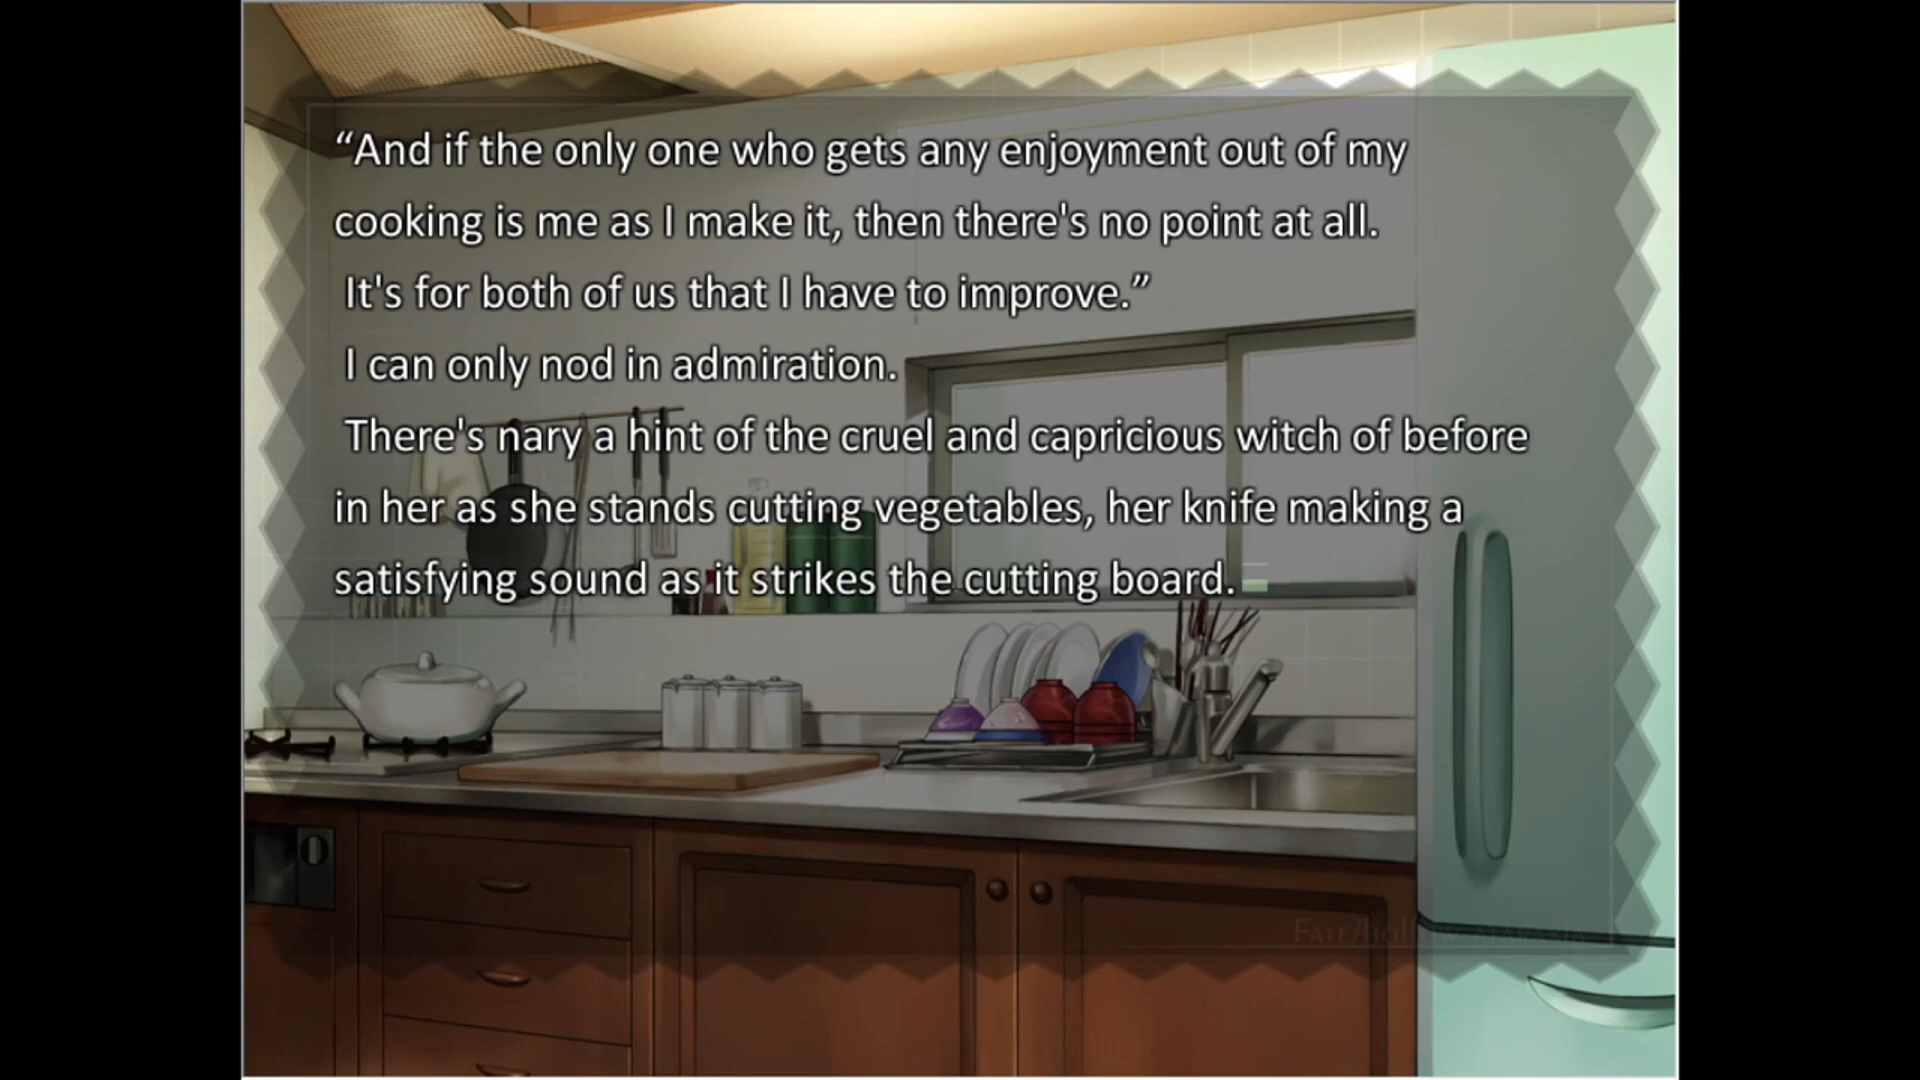 “And if the only one who gets any enjoyment out of my
cooking is me as I make it, then there's no point at all.
It's for both of us that I have to improve.”
I can only nod in admiration.
There's nary a hint of the cruel and capricious witch of before
in her as she stands cutting vegetables, her knife making a
satisfying sound as it strikes the cutting board.
Fate/hollow ataraxia